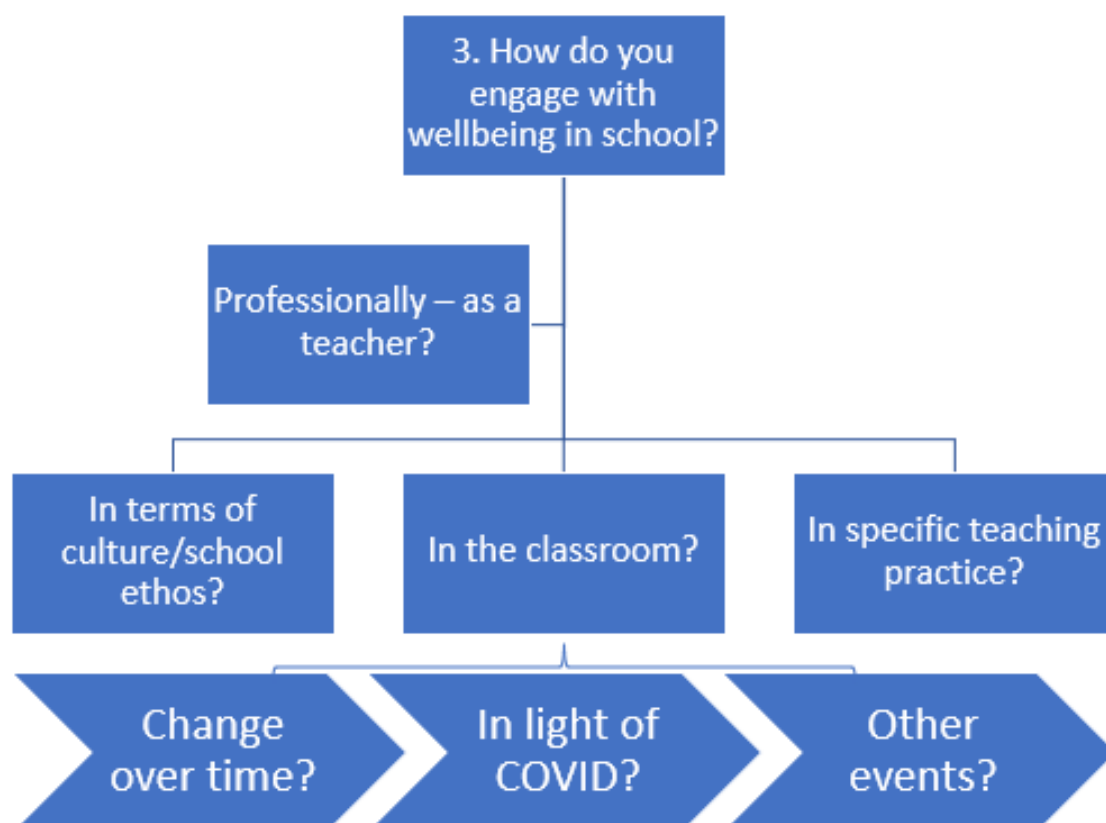 3. How do you
engage with
wellbeing in school?
Professionally – as a
teacher?
In terms of
culture/school
ethos?
In the classroom?
In specific teaching
practice?
Change
over time?
In light of
COVID?
Other
events?